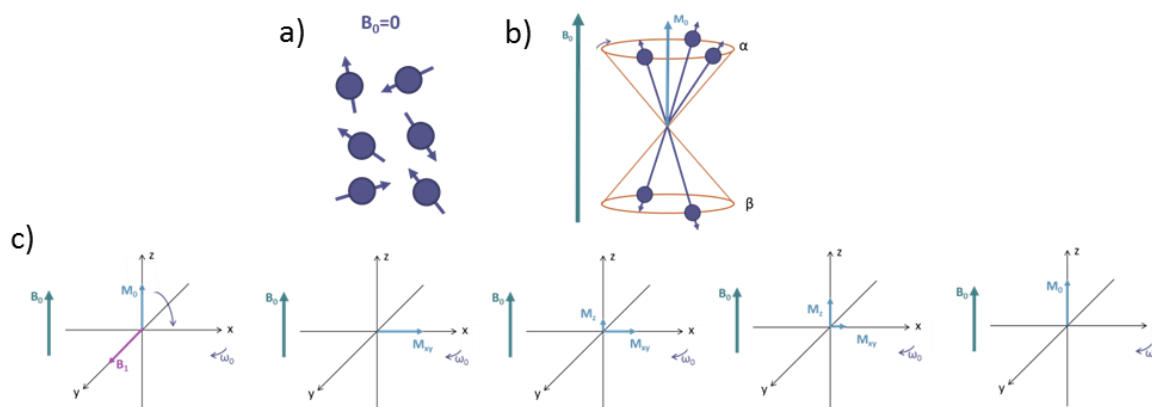 a)
B₀=0
b)
B₀
M₀
α
β
c)
z
B₀
M₀
x
B₁
y
ω₀
z
B₀
x
Mxy
y
ω₀
z
B₀
Mz
x
Mxy
y
ω₀
z
B₀
Mz
x
Mxy
y
ω₀
z
B₀
M₀
x
y
ω